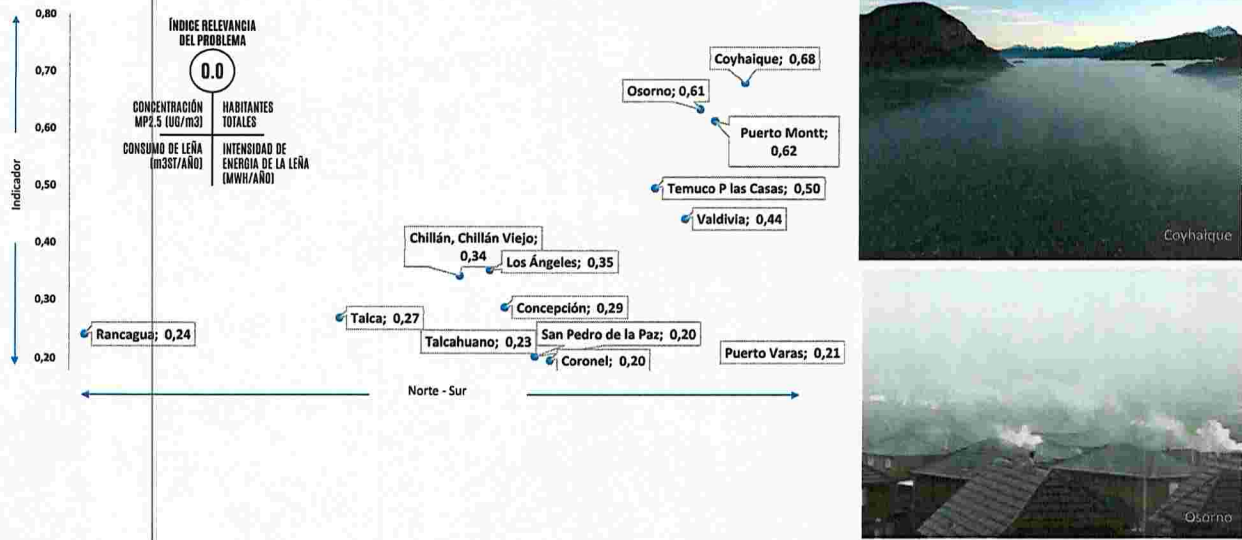 0,80
0,70
0,60
0,50
0,40
0,30
0,20
Indicador
ÍNDICE RELEVANCIA
DEL PROBLEMA
0.0
CONCENTRACIÓN
MP2.5 (UG/m3)
HABITANTES
TOTALES
CONSUMO DE LEÑA
(m3ST/AÑO)
INTENSIDAD DE
ENERGIA DE LA LEÑA
(MWH/AÑO)
Coyhaique; 0,68
Osorno; 0,61
Puerto Montt;
0,62
Temuco P las Casas; 0,50
Valdivia; 0,44
Chillán, Chillán Viejo;
0,34
Los Ángeles; 0,35
Concepción; 0,29
Talca; 0,27
Rancagua; 0,24
Talcahuano; 0,23
San Pedro de la Paz; 0,20
Coronel; 0,20
Puerto Varas; 0,21
Norte - Sur
Coyhaique
Osorno